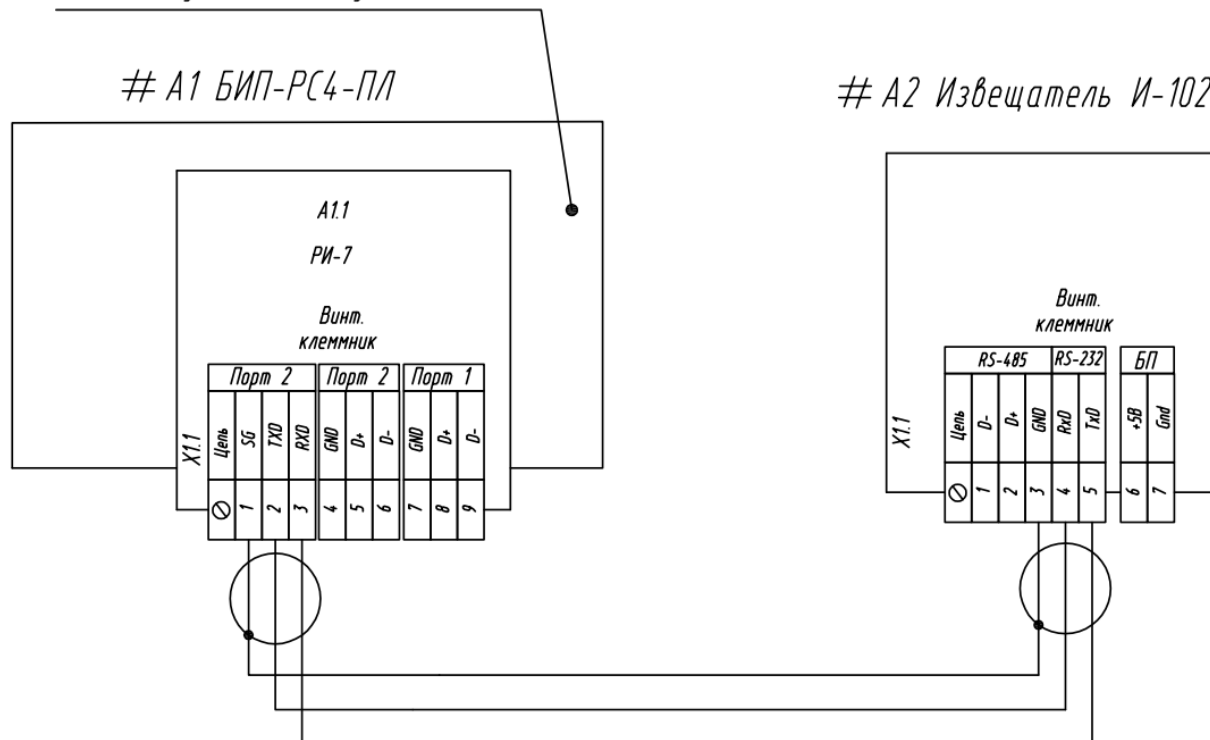 # А1 БИП-РС4-ПЛ
А1.1
РИ-7
Винт.
клеммник
Порт 2 Порт 2 Порт 1
Х1.1 Цепь SG TXD RXD GND D+ D- GND D+ D-
1 2 3 4 5 6 7 8 9
# А2 Извещатель И-102
Винт.
клеммник
RS-485 RS-232 БП
Х1.1 Цепь D- D+ GND RxD TxD +5В Gnd
1 2 3 4 5 6 7